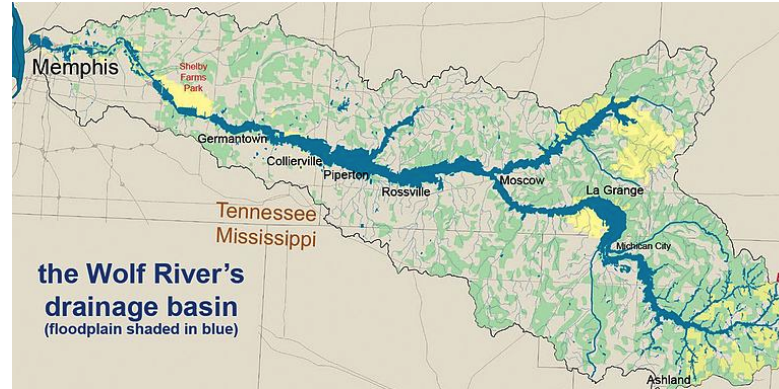 Memphis
Shelby
Farms
Park
Germantown
Collierville
Piperton
Rossville
Moscow
La Grange
Tennessee
Mississippi
Michigan City
the Wolf River's
drainage basin
(floodplain shaded in blue)
Ashland